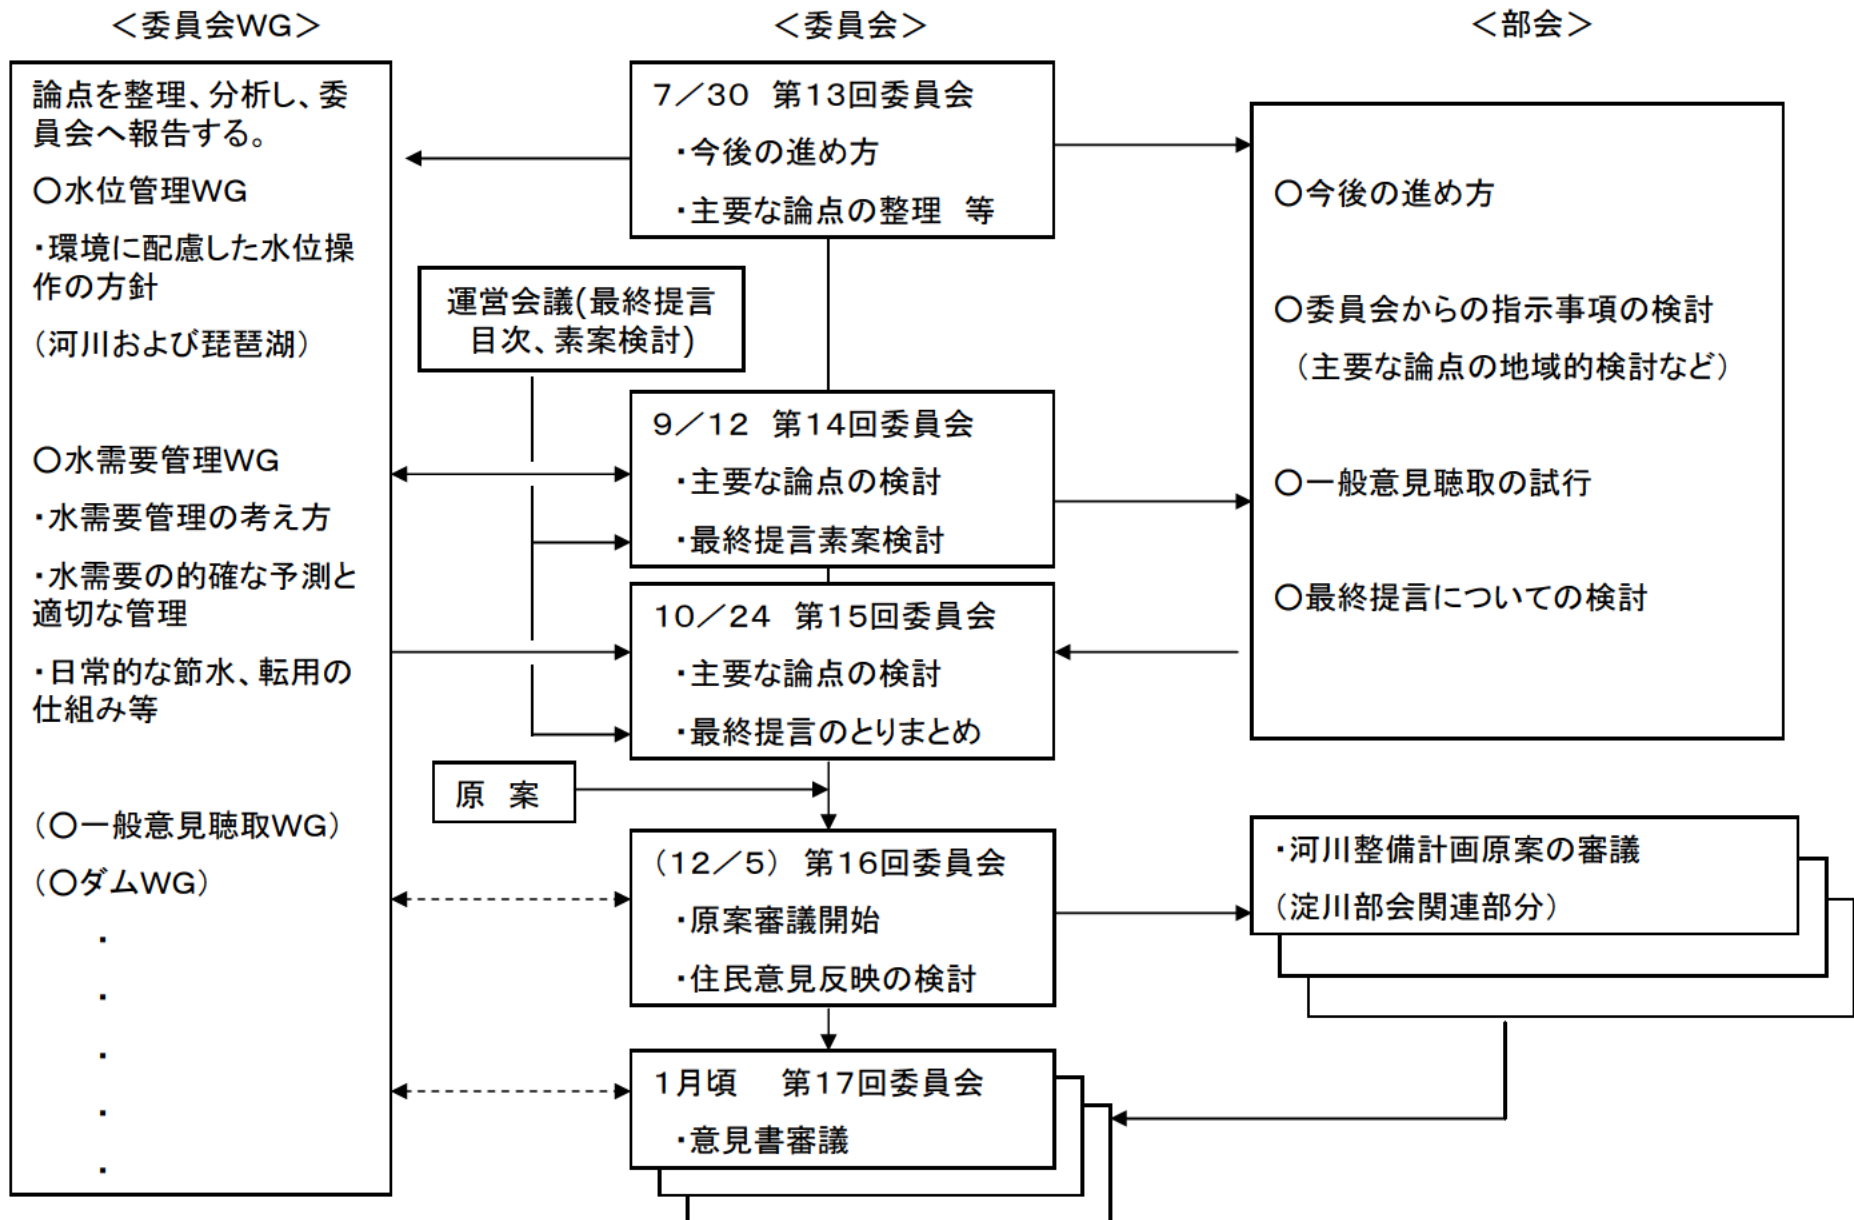 ＜委員会WG＞
論点を整理、分析し、委
員会へ報告する。
○水位管理WG
・環境に配慮した水位操
作の方針
（河川および琵琶湖）
○水需要管理WG
・水需要管理の考え方
・水需要の的確な予測と
適切な管理
・日常的な節水、転用の
仕組み等
（○一般意見聴取WG）
（○ダムWG）
・
・
・
・
・
＜委員会＞
7／30 第13回委員会
・今後の進め方
・主要な論点の整理 等
運営会議(最終提言
目次、素案検討)
9／12 第14回委員会
・主要な論点の検討
・最終提言素案検討
10／24 第15回委員会
・主要な論点の検討
・最終提言のとりまとめ
原 案
（12／5） 第16回委員会
・原案審議開始
・住民意見反映の検討
1月頃 第17回委員会
・意見書審議
＜部会＞
○今後の進め方
○委員会からの指示事項の検討
（主要な論点の地域的検討など）
○一般意見聴取の試行
○最終提言についての検討
・河川整備計画原案の審議
（淀川部会関連部分）